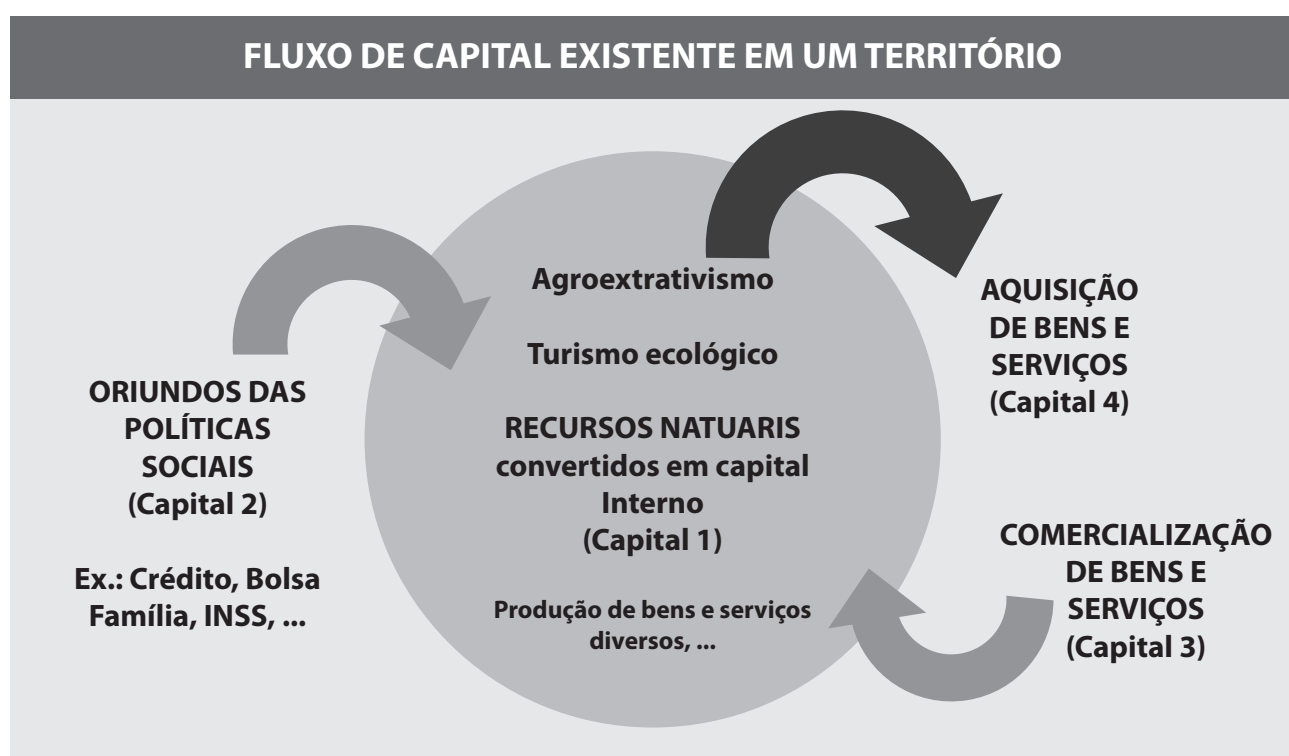 FLUXO DE CAPITAL EXISTENTE EM UM TERRITÓRIO
ORIUNDOS DAS
POLÍTICAS
SOCIAIS
(Capital 2)
Ex.: Crédito, Bolsa
Família, INSS, ...
Agroextrativismo
Turismo ecológico
RECURSOS NATUARIS
convertidos em capital
Interno
(Capital 1)
Produção de bens e serviços
diversos, ...
AQUISIÇÃO
DE BENS E
SERVIÇOS
(Capital 4)
COMERCIALIZAÇÃO
DE BENS E
SERVIÇOS
(Capital 3)